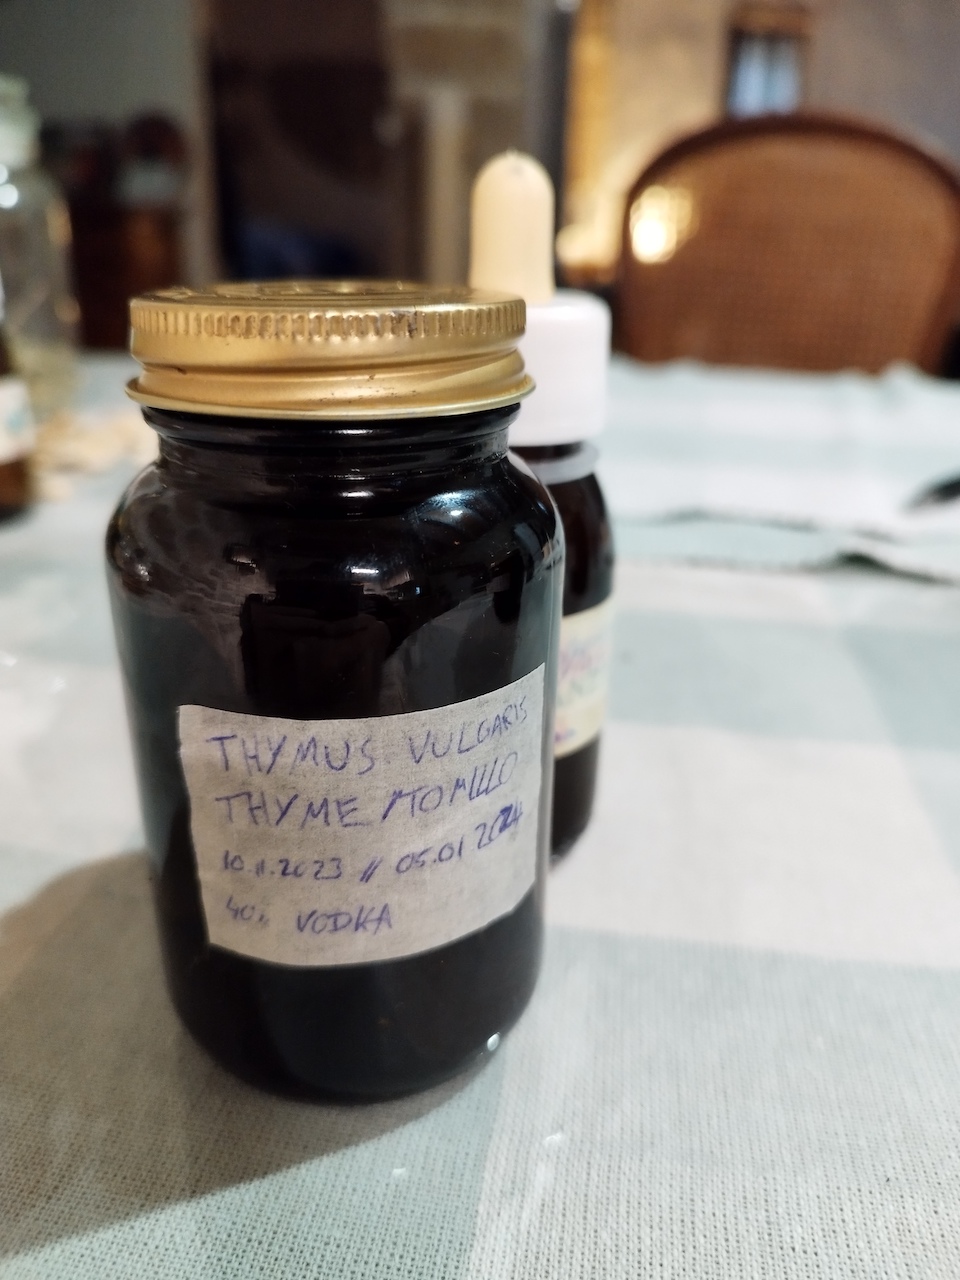 THYMUS VULGARIS
THYME/TOMILLO
10.11.2023 // 05.01 2024
40% VODKA